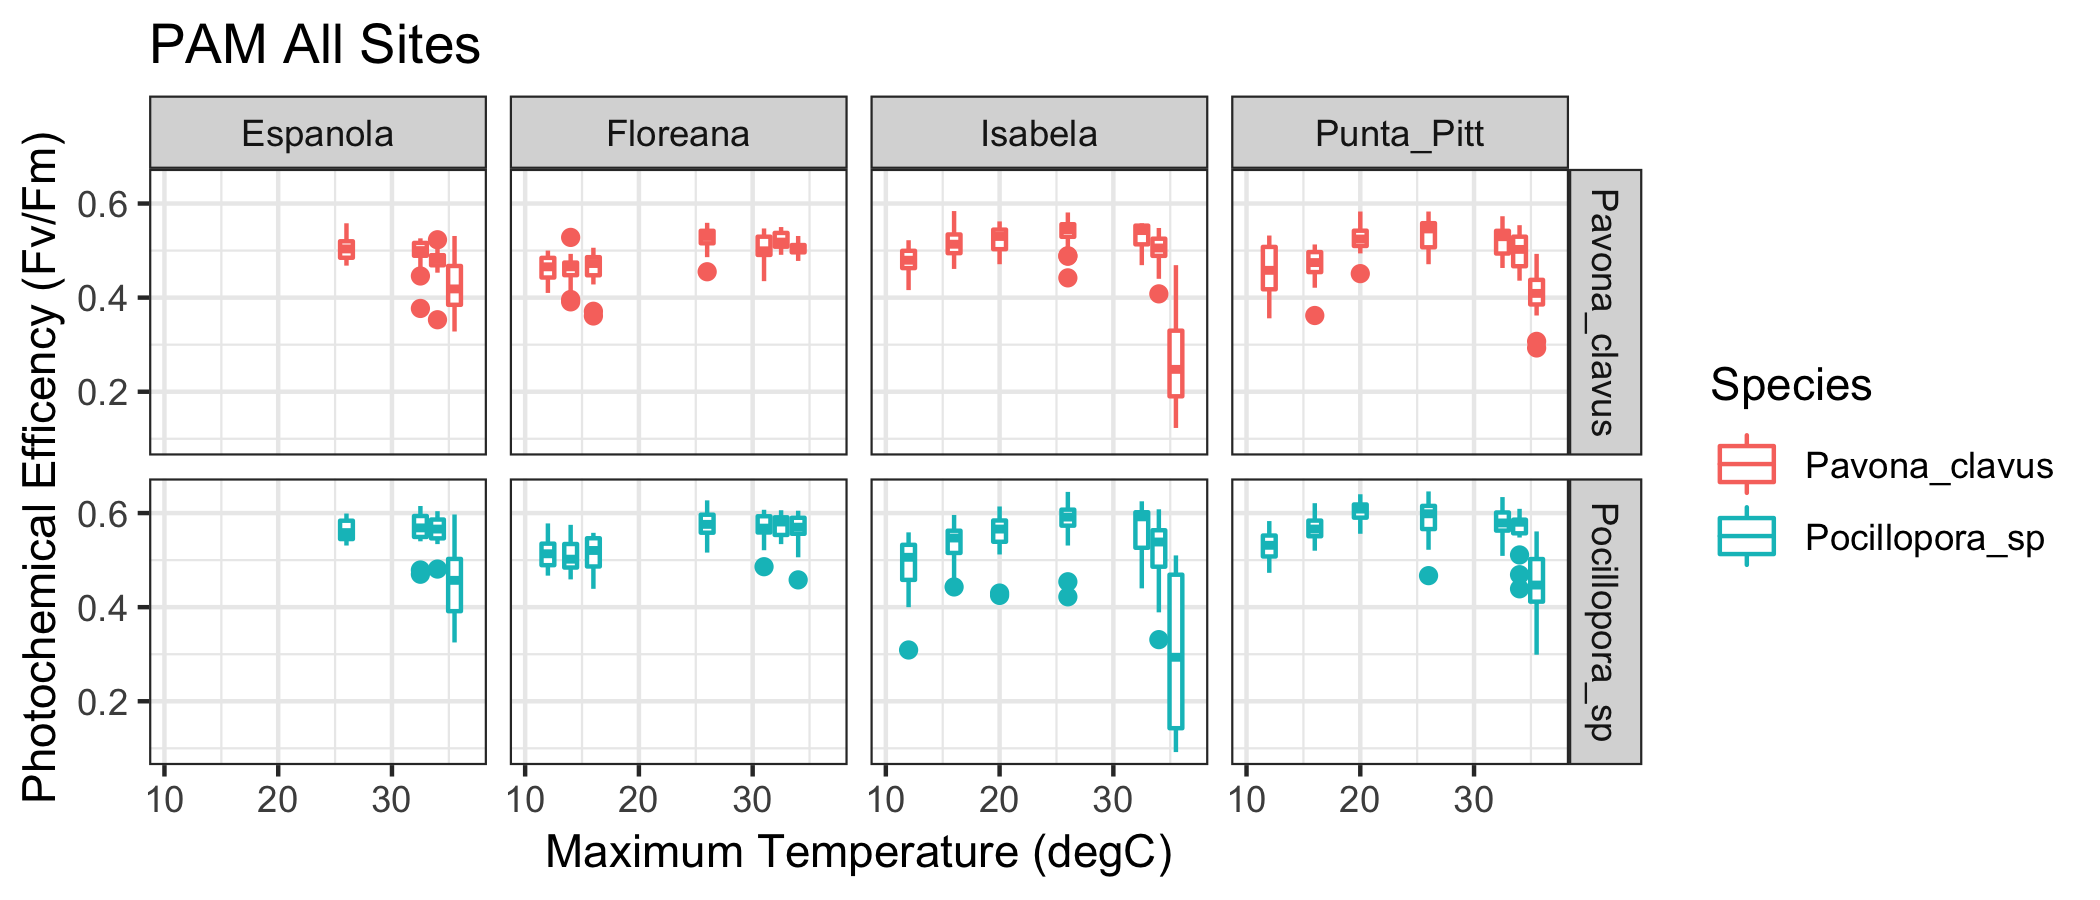 PAM All Sites
Espanola
Floreana
Isabela
Punta_Pitt
Photochemical Efficency (Fv/Fm)
0.6
0.4
0.2
Pavona_clavus
0.6
0.4
0.2
Pocillopora_sp
10 20 30
10 20 30
10 20 30
10 20 30
Maximum Temperature (degC)
Species
Pavona_clavus
Pocillopora_sp